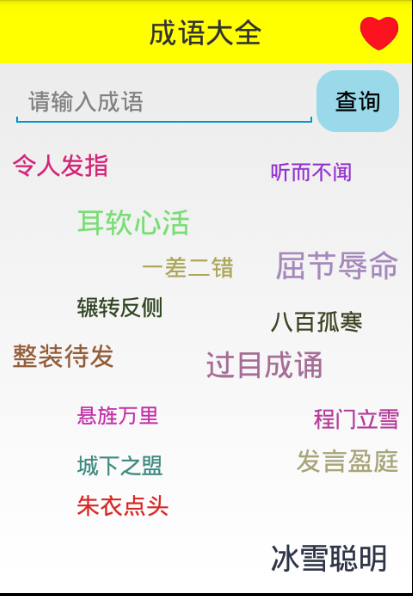 成语大全
请输入成语
查询
令人发指
听而不闻
耳软心活
一差二错
屈节辱命
辗转反侧
八百孤寒
整装待发
过目成诵
悬旌万里
程门立雪
城下之盟
发言盈庭
朱衣点头
冰雪聪明